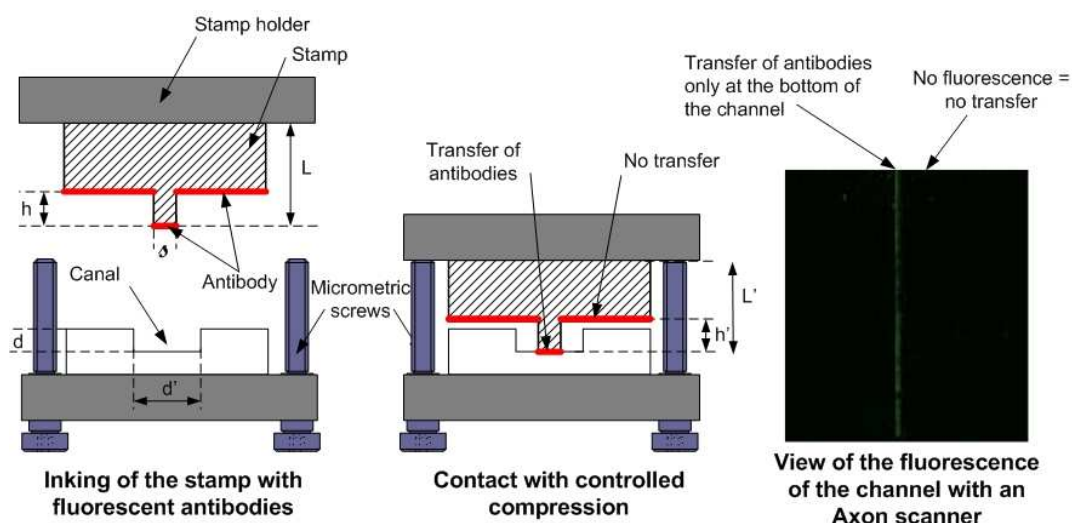 Stamp holder
Stamp
L
h
𝓈
Canal
Antibody
Micrometric
screws
d
d'
Inking of the stamp with
fluorescent antibodies
Transfer of
antibodies
No transfer
L'
h'
Contact with controlled
compression
Transfer of antibodies
only at the bottom of
the channel
No fluorescence =
no transfer
View of the fluorescence
of the channel with an
Axon scanner